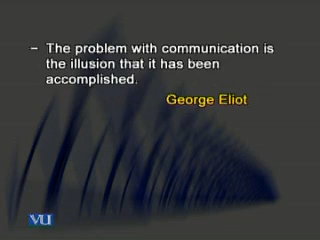 – The problem with communication is
the illusion that it has been
accomplished.
George Eliot
VU